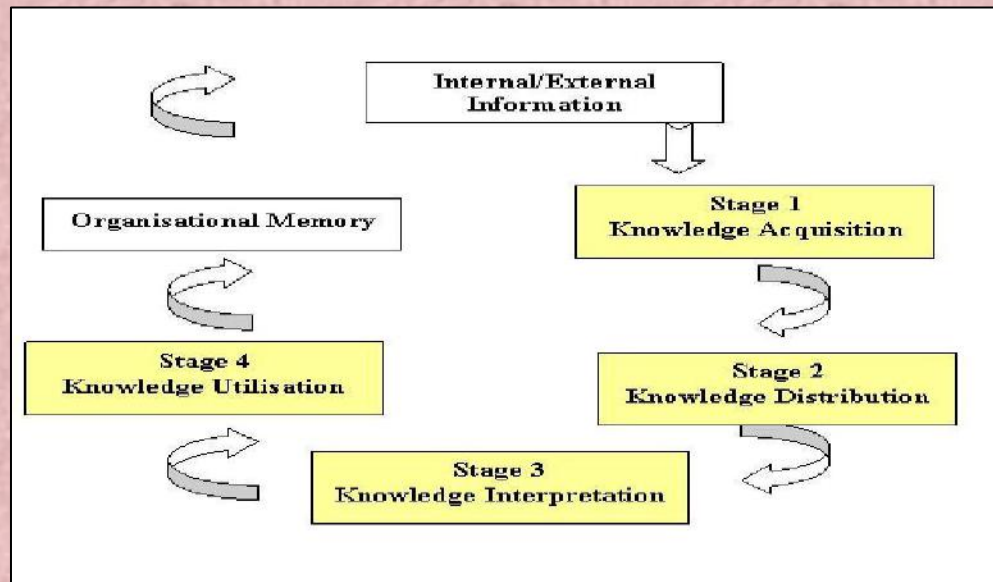 Internal/External
Information
Stage 1
Knowledge Acquisition
Organisational Memory
Stage 4
Knowledge Utilisation
Stage 2
Knowledge Distribution
Stage 3
Knowledge Interpretation